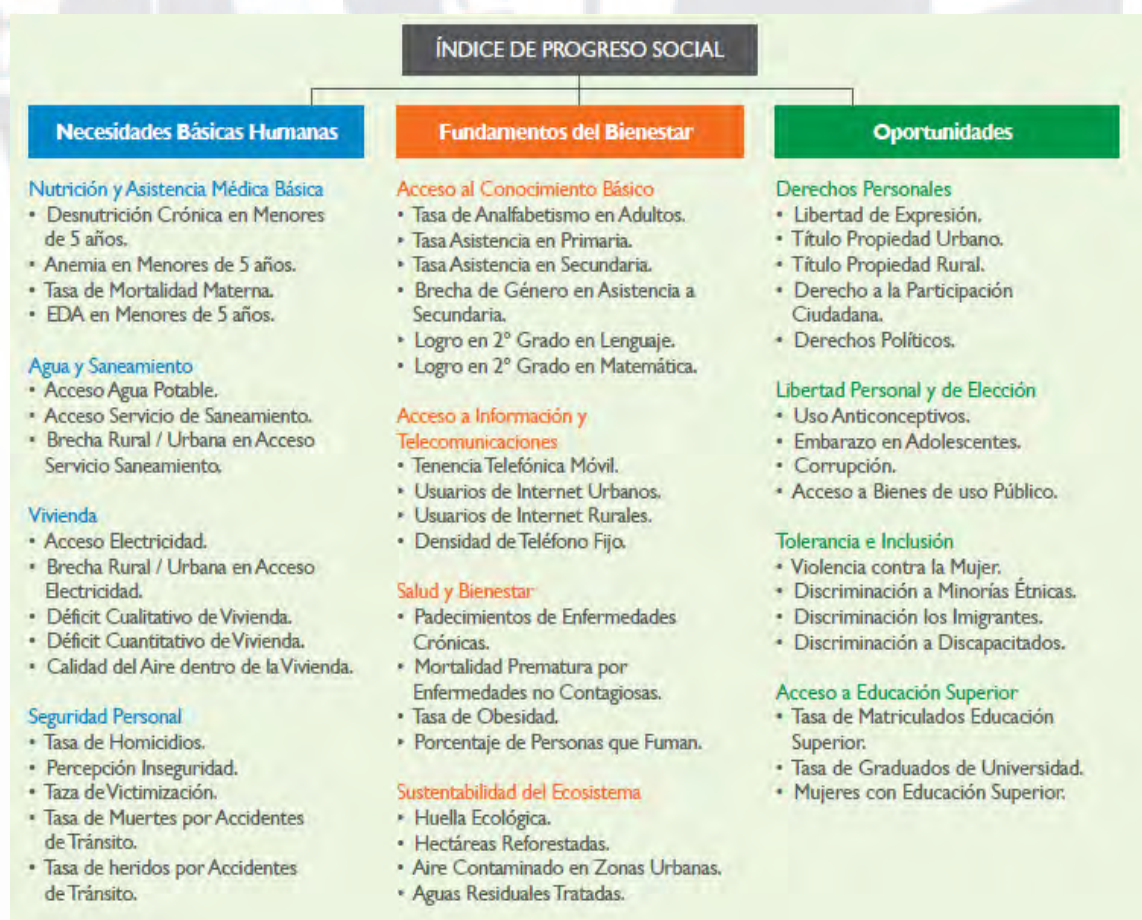 ÍNDICE DE PROGRESO SOCIAL
Necesidades Básicas Humanas
Nutrición y Asistencia Médica Básica
• Desnutrición Crónica en Menores
de 5 años.
• Anemia en Menores de 5 años.
• Tasa de Mortalidad Materna.
• EDA en Menores de 5 años.
Agua y Saneamiento
• Acceso Agua Potable.
• Acceso Servicio de Saneamiento.
• Brecha Rural / Urbana en Acceso
Servicio Saneamiento.
Vivienda
• Acceso Electricidad.
• Brecha Rural / Urbana en Acceso
Electricidad.
• Déficit Cualitativo de Vivienda.
• Déficit Cuantitativo de Vivienda.
• Calidad del Aire dentro de la Vivienda.
Seguridad Personal
• Tasa de Homicidios.
• Percepción Inseguridad.
• Taza de Victimización.
• Tasa de Muertes por Accidentes
de Tránsito.
• Tasa de heridos por Accidentes
de Tránsito.
Fundamentos del Bienestar
Acceso al Conocimiento Básico
• Tasa de Analfabetismo en Adultos.
• Tasa Asistencia en Primaria.
• Tasa Asistencia en Secundaria.
• Brecha de Género en Asistencia a
Secundaria.
• Logro en 2° Grado en Lenguaje.
• Logro en 2° Grado en Matemática.
Acceso a Información y
Telecomunicaciones
• Tenencia Telefónica Móvil.
• Usuarios de Internet Urbanos.
• Usuarios de Internet Rurales.
• Densidad de Teléfono Fijo.
Salud y Bienestar
• Padecimientos de Enfermedades
Crónicas.
• Mortalidad Prematura por
Enfermedades no Contagiosas.
• Tasa de Obesidad.
• Porcentaje de Personas que Fuman.
Sustentabilidad del Ecosistema
• Huella Ecológica.
• Hectáreas Reforestadas.
• Aire Contaminado en Zonas Urbanas.
• Aguas Residuales Tratadas.
Oportunidades
Derechos Personales
• Libertad de Expresión.
• Título Propiedad Urbano.
• Título Propiedad Rural.
• Derecho a la Participación
Ciudadana.
• Derechos Políticos.
Libertad Personal y de Elección
• Uso Anticonceptivos.
• Embarazo en Adolescentes.
• Corrupción.
• Acceso a Bienes de uso Público.
Tolerancia e Inclusión
• Violencia contra la Mujer.
• Discriminación a Minorías Étnicas.
• Discriminación los Imigrantes.
• Discriminación a Discapacitados.
Acceso a Educación Superior
• Tasa de Matriculados Educación
Superior.
• Tasa de Graduados de Universidad.
• Mujeres con Educación Superior.